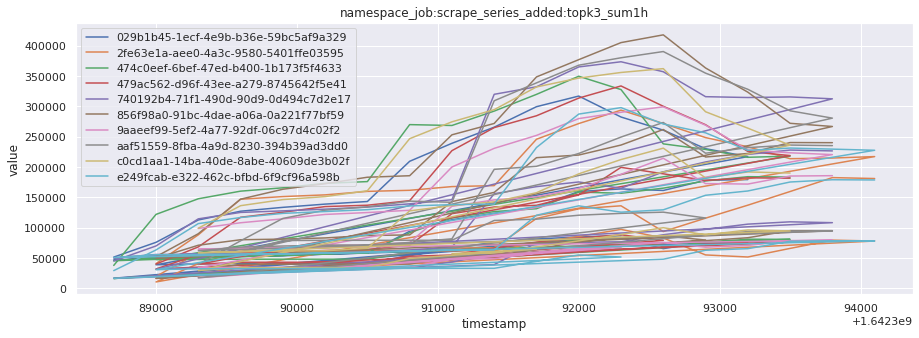 namespace_job:scrape_series_added:topk3_sum1h
029b1b45-1ecf-4e9b-b36e-59bc5af9a329
2fe63e1a-aee0-4a3c-9580-5401ffe03595
474c0eef-6bef-47ed-b400-1b173f5f4633
479ac562-d96f-43ee-a279-8745642f5e41
740192b4-71f1-490d-90d9-0d494c7d2e17
856f98a0-91bc-4dae-a06a-0a221f77bf59
9aaeef99-5ef2-4a77-92df-06c97d4c02f2
aaf51559-8fba-4a9d-8230-394b39ad3dd0
c0cd1aa1-14ba-40de-8abe-40609de3b02f
e249fcab-e322-462c-bfbd-6f9cf96a598b
400000
350000
300000
250000
200000
150000
100000
50000
0
value
89000
90000
91000
92000
93000
94000
timestamp
+1.6423e9